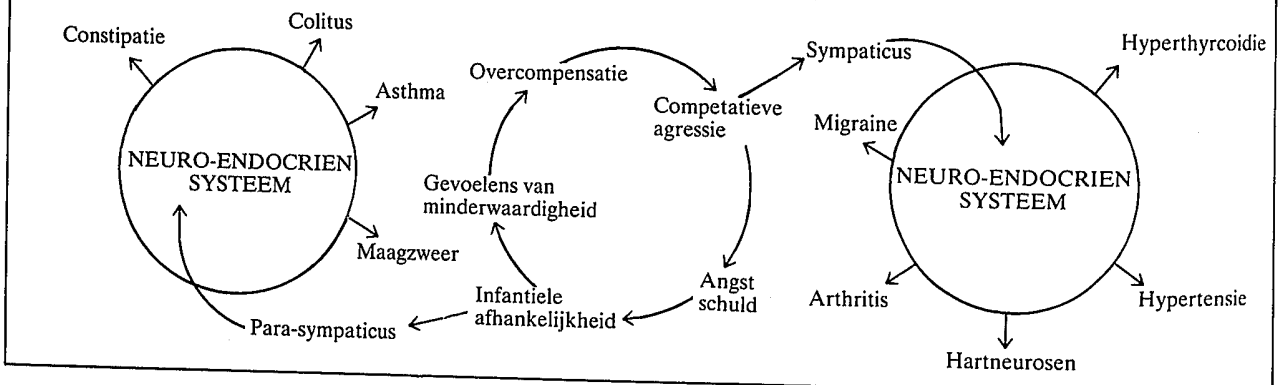 Constipatie
Colitus
Asthma
NEURO-ENDOCRIEN
SYSTEEM
Maagzweer
Para-sympaticus
Overcompensatie
Gevoelens van
minderwaardigheid
Infantiele
afhankelijkheid
Competatieve
agressie
Angst
schuld
Sympaticus
Migraine
Hyperthyrcoidie
NEURO-ENDOCRIEN
SYSTEEM
Arthritis
Hypertensie
Hartneurosen